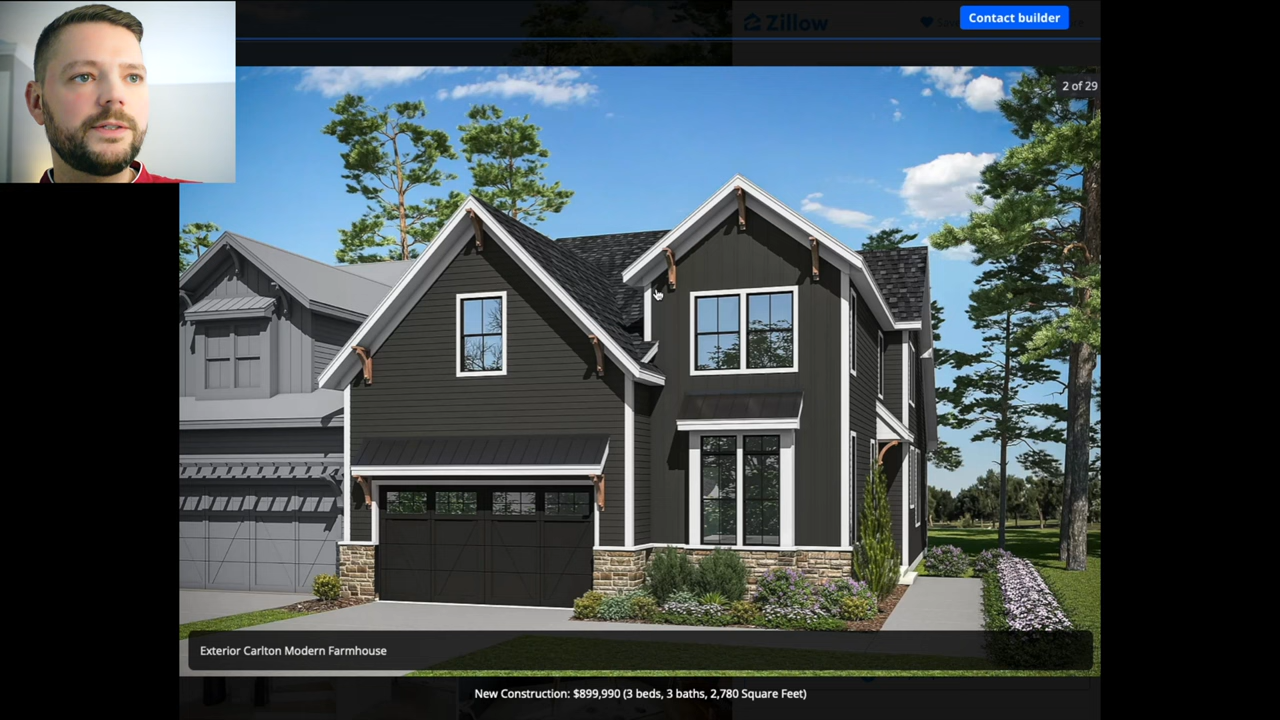 Zillow
Contact builder
2 of 29
Exterior Carlton Modern Farmhouse
New Construction: $899,990 (3 beds, 3 baths, 2,780 Square Feet)